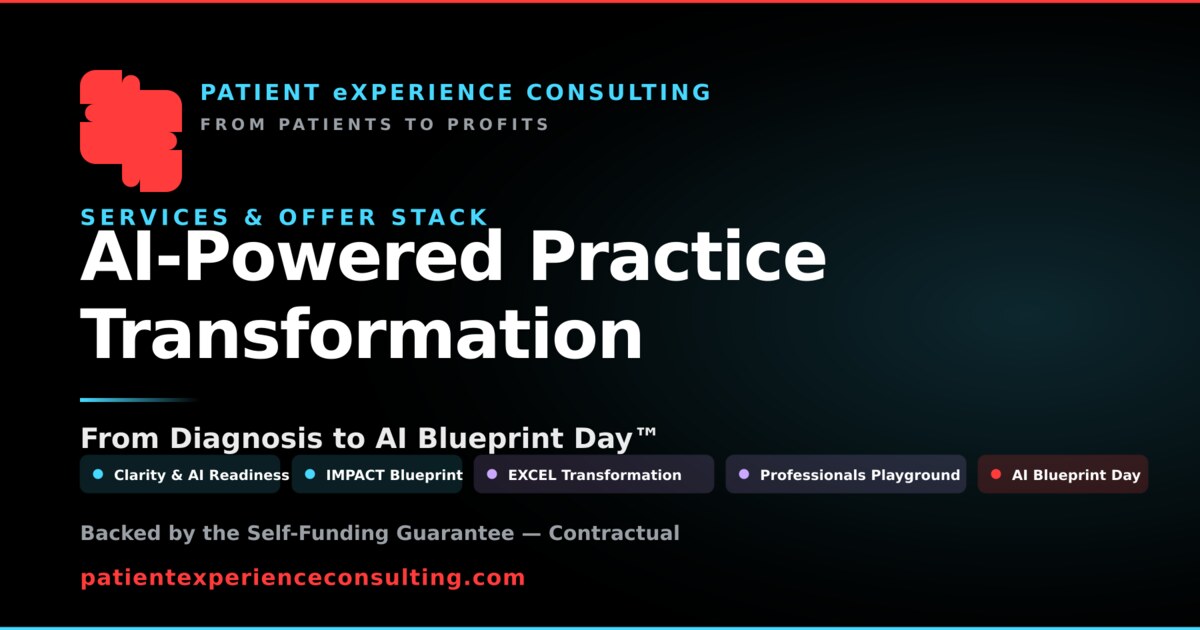 PATIENT eXPERIENCE CONSULTING
FROM PATIENTS TO PROFITS
SERVICES & OFFER STACK
AI-Powered Practice
Transformation
From Diagnosis to AI Blueprint Day™
Clarity & AI Readiness
IMPACT Blueprint
EXCEL Transformation
Professionals Playground
AI Blueprint Day
Backed by the Self-Funding Guarantee — Contractual
patientexperienceconsulting.com